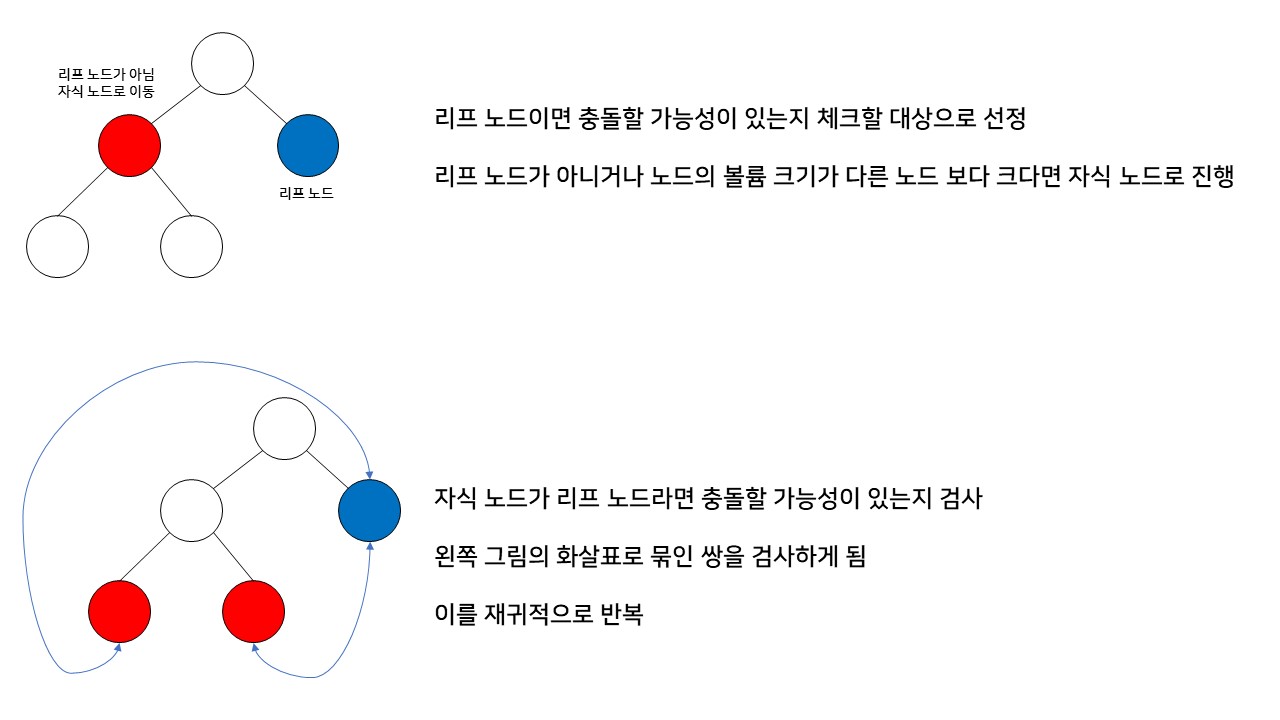 리프 노드가 아님
자식 노드로 이동
리프 노드
리프 노드이면 충돌할 가능성이 있는지 체크할 대상으로 선정
리프 노드가 아니거나 노드의 볼륨 크기가 다른 노드 보다 크다면 자식 노드로 진행
자식 노드가 리프 노드라면 충돌할 가능성이 있는지 검사
왼쪽 그림의 화살표로 묶인 쌍을 검사하게 됨
이를 재귀적으로 반복